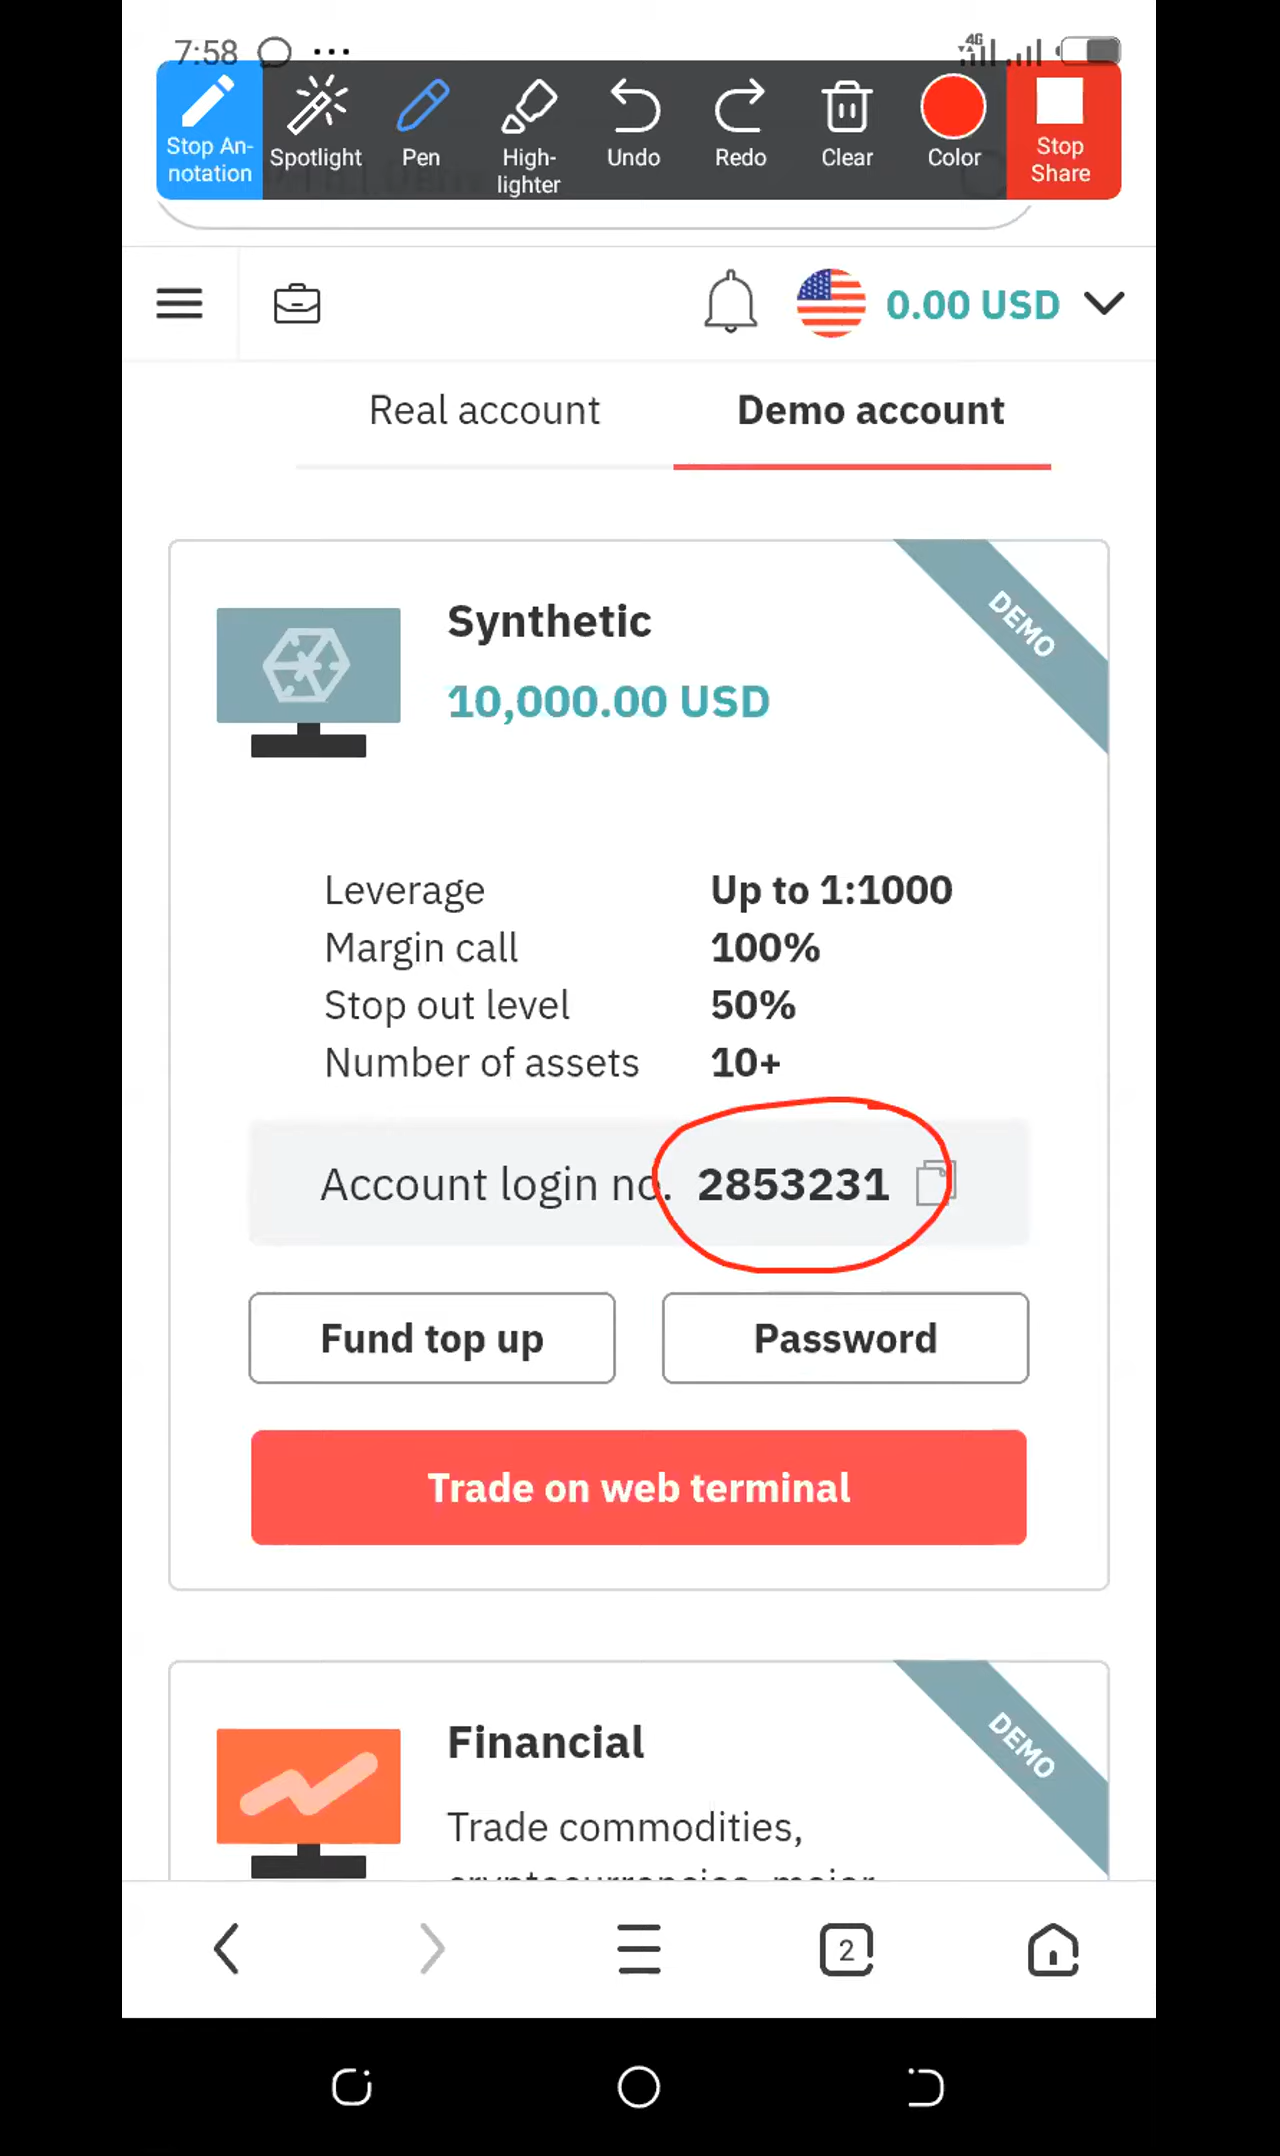 7:58
4G
Stop An-
notation
Spotlight
Pen
High-
lighter
Undo
Redo
Clear
Color
Stop
Share
0.00 USD
Real account
Demo account
DEMO
Synthetic
10,000.00 USD
Leverage Up to 1:1000
Margin call 100%
Stop out level 50%
Number of assets 10+
Account login no. 2853231
Fund top up
Password
Trade on web terminal
DEMO
Financial
Trade commodities,
cryptocurrencies, major
2